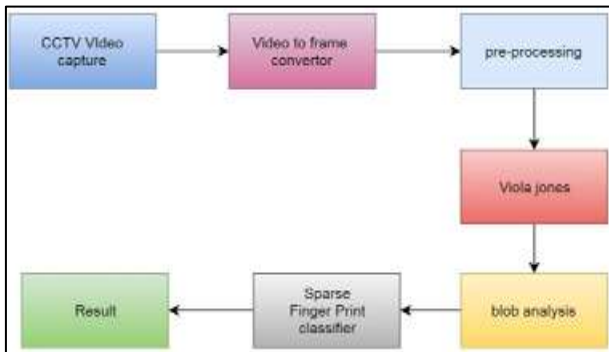 CCTV VIdeo
capture
Video to frame
convertor
pre-processing
Viola jones
blob analysis
Sparse
Finger Print
classifier
Result